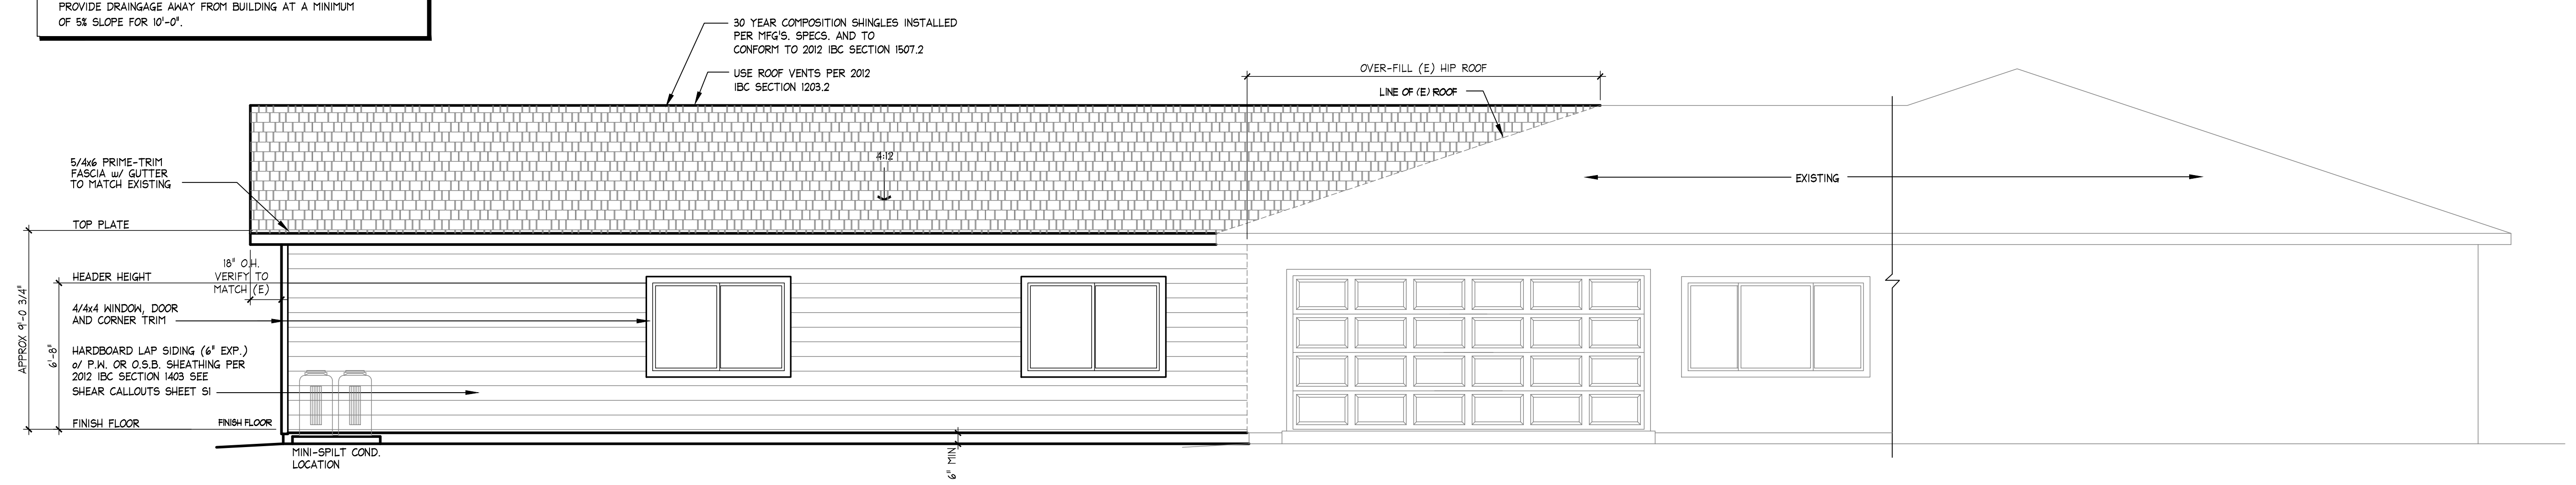 PROVIDE DRAINGAGE AWAY FROM BUILDING AT A MINIMUM
OF 5% SLOPE FOR 10'-0".
30 YEAR COMPOSITION SHINGLES INSTALLED
PER MFG'S. SPECS. AND TO
CONFORM TO 2012 IBC SECTION 1507.2
USE ROOF VENTS PER 2012
IBC SECTION 1203.2
OVER-FILL (E) HIP ROOF
LINE OF (E) ROOF
4:12
EXISTING
5/4x6 PRIME-TRIM
FASCIA w/ GUTTER
TO MATCH EXISTING
TOP PLATE
18" O.H.
VERIFY TO
MATCH (E)
HEADER HEIGHT
4/4x4 WINDOW, DOOR
AND CORNER TRIM
APPROX 9'-0 3/4"
6'-8"
HARDBOARD LAP SIDING (6" EXP.)
o/ P.W. OR O.S.B. SHEATHING PER
2012 IBC SECTION 1403 SEE
SHEAR CALLOUTS SHEET S1
FINISH FLOOR
FINISH FLOOR
MINI-SPILT COND.
LOCATION
6" MIN